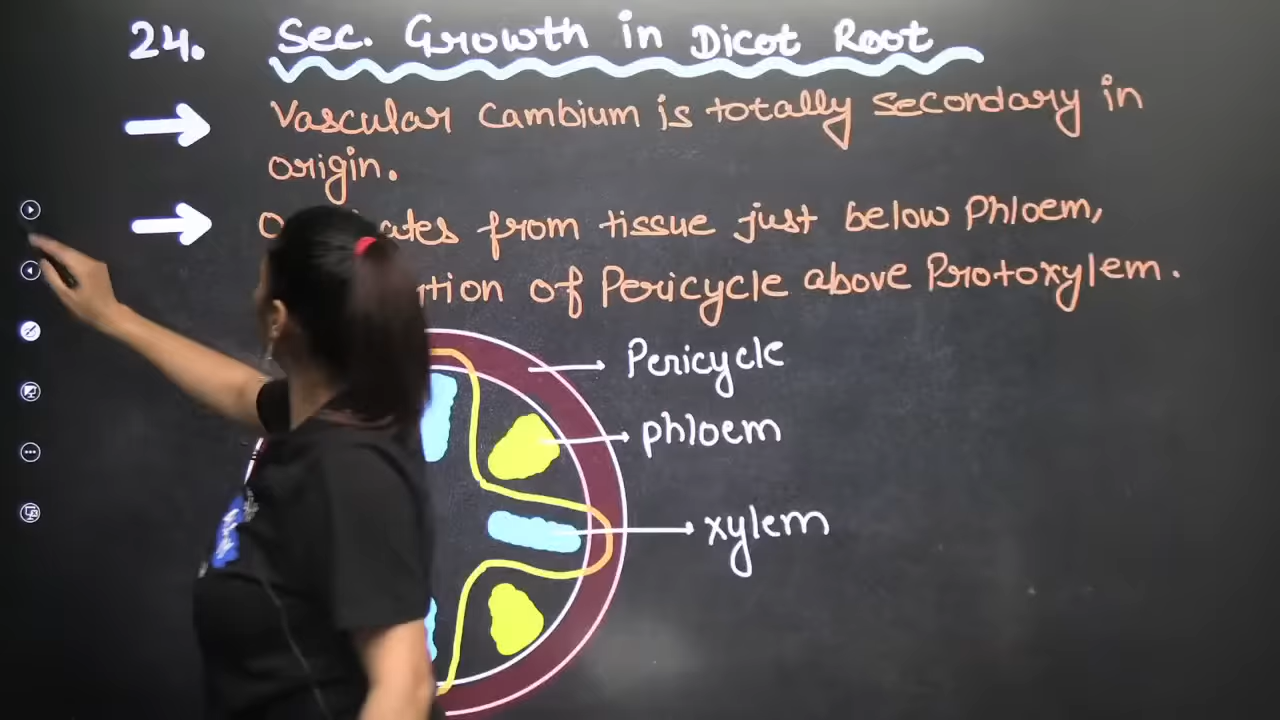 24. Sec. Growth in Dicot Root
Vascular Cambium is totally secondary in
origin.
from tissue just below Phloem,
of Pericycle above Protoxylem.
Pericycle
phloem
xylem